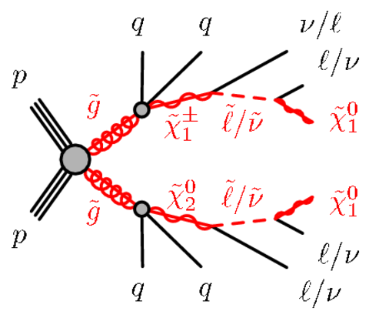 q q ν/ℓ
ℓ/ν
p
g̃ χ̃₁± ℓ̃/ν̃ χ̃₁⁰
g̃ χ̃₂⁰ ℓ̃/ν̃ χ̃₁⁰
p
ℓ/ν
q q ℓ/ν